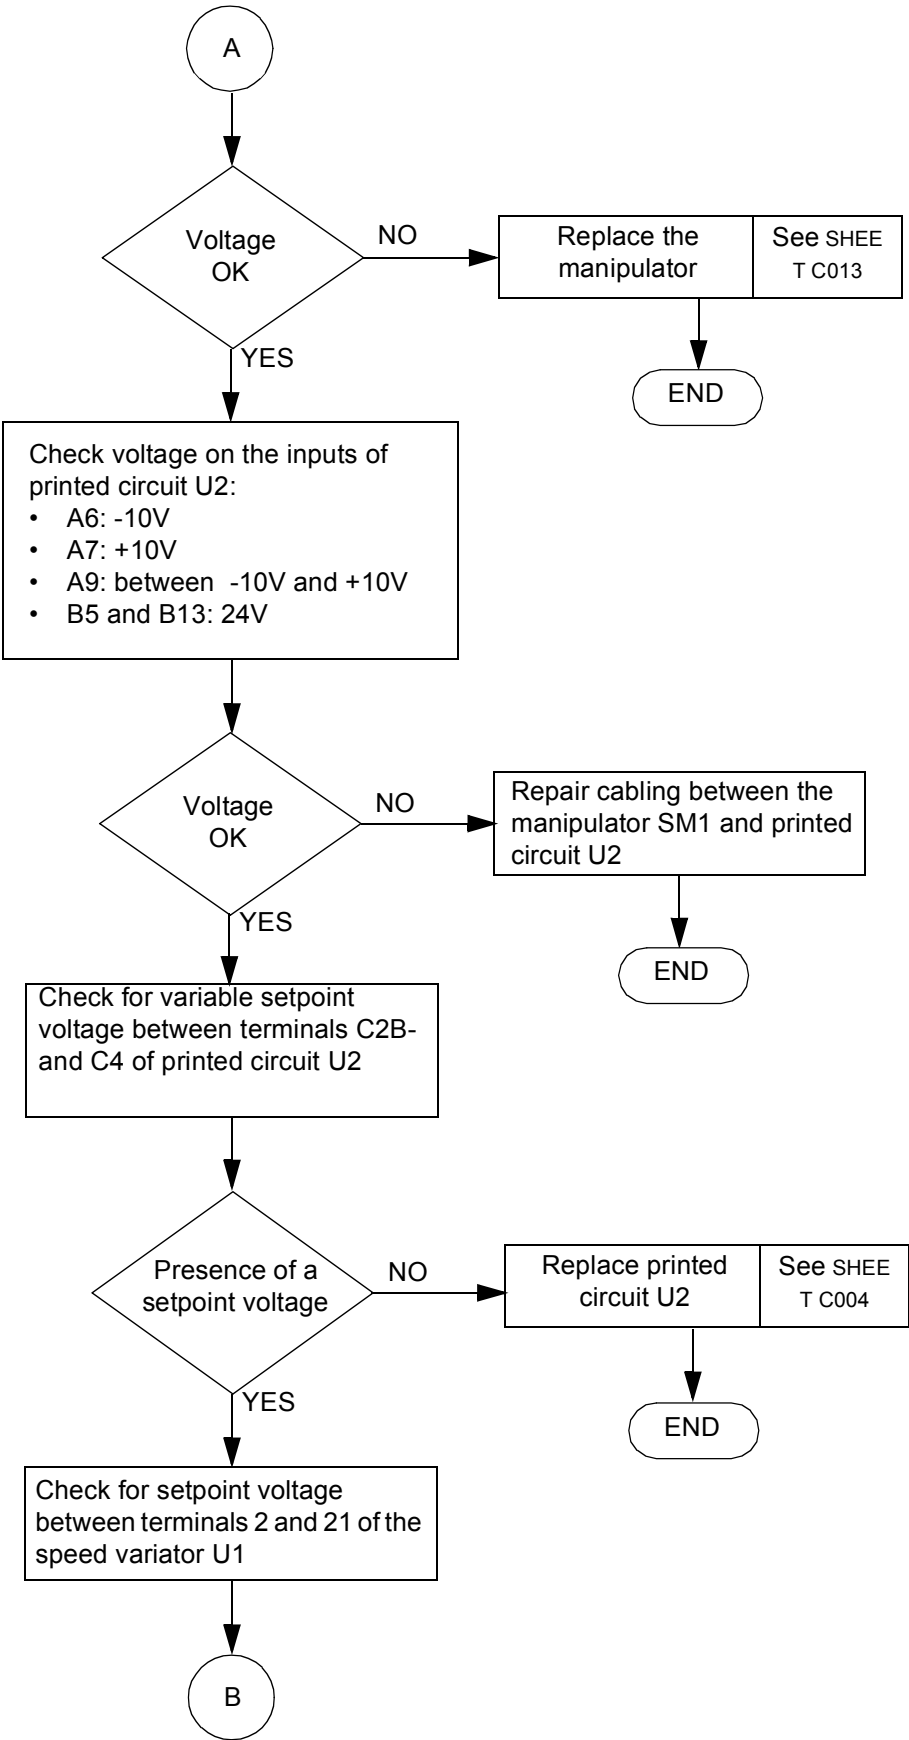 A
Voltage
OK
NO
Replace the
manipulator
See SHEE
T C013
END
YES
Check voltage on the inputs of
printed circuit U2:
• A6: -10V
• A7: +10V
• A9: between -10V and +10V
• B5 and B13: 24V
Voltage
OK
NO
Repair cabling between the
manipulator SM1 and printed
circuit U2
END
YES
Check for variable setpoint
voltage between terminals C2B-
and C4 of printed circuit U2
Presence of a
setpoint voltage
NO
Replace printed
circuit U2
See SHEE
T C004
END
YES
Check for setpoint voltage
between terminals 2 and 21 of the
speed variator U1
B